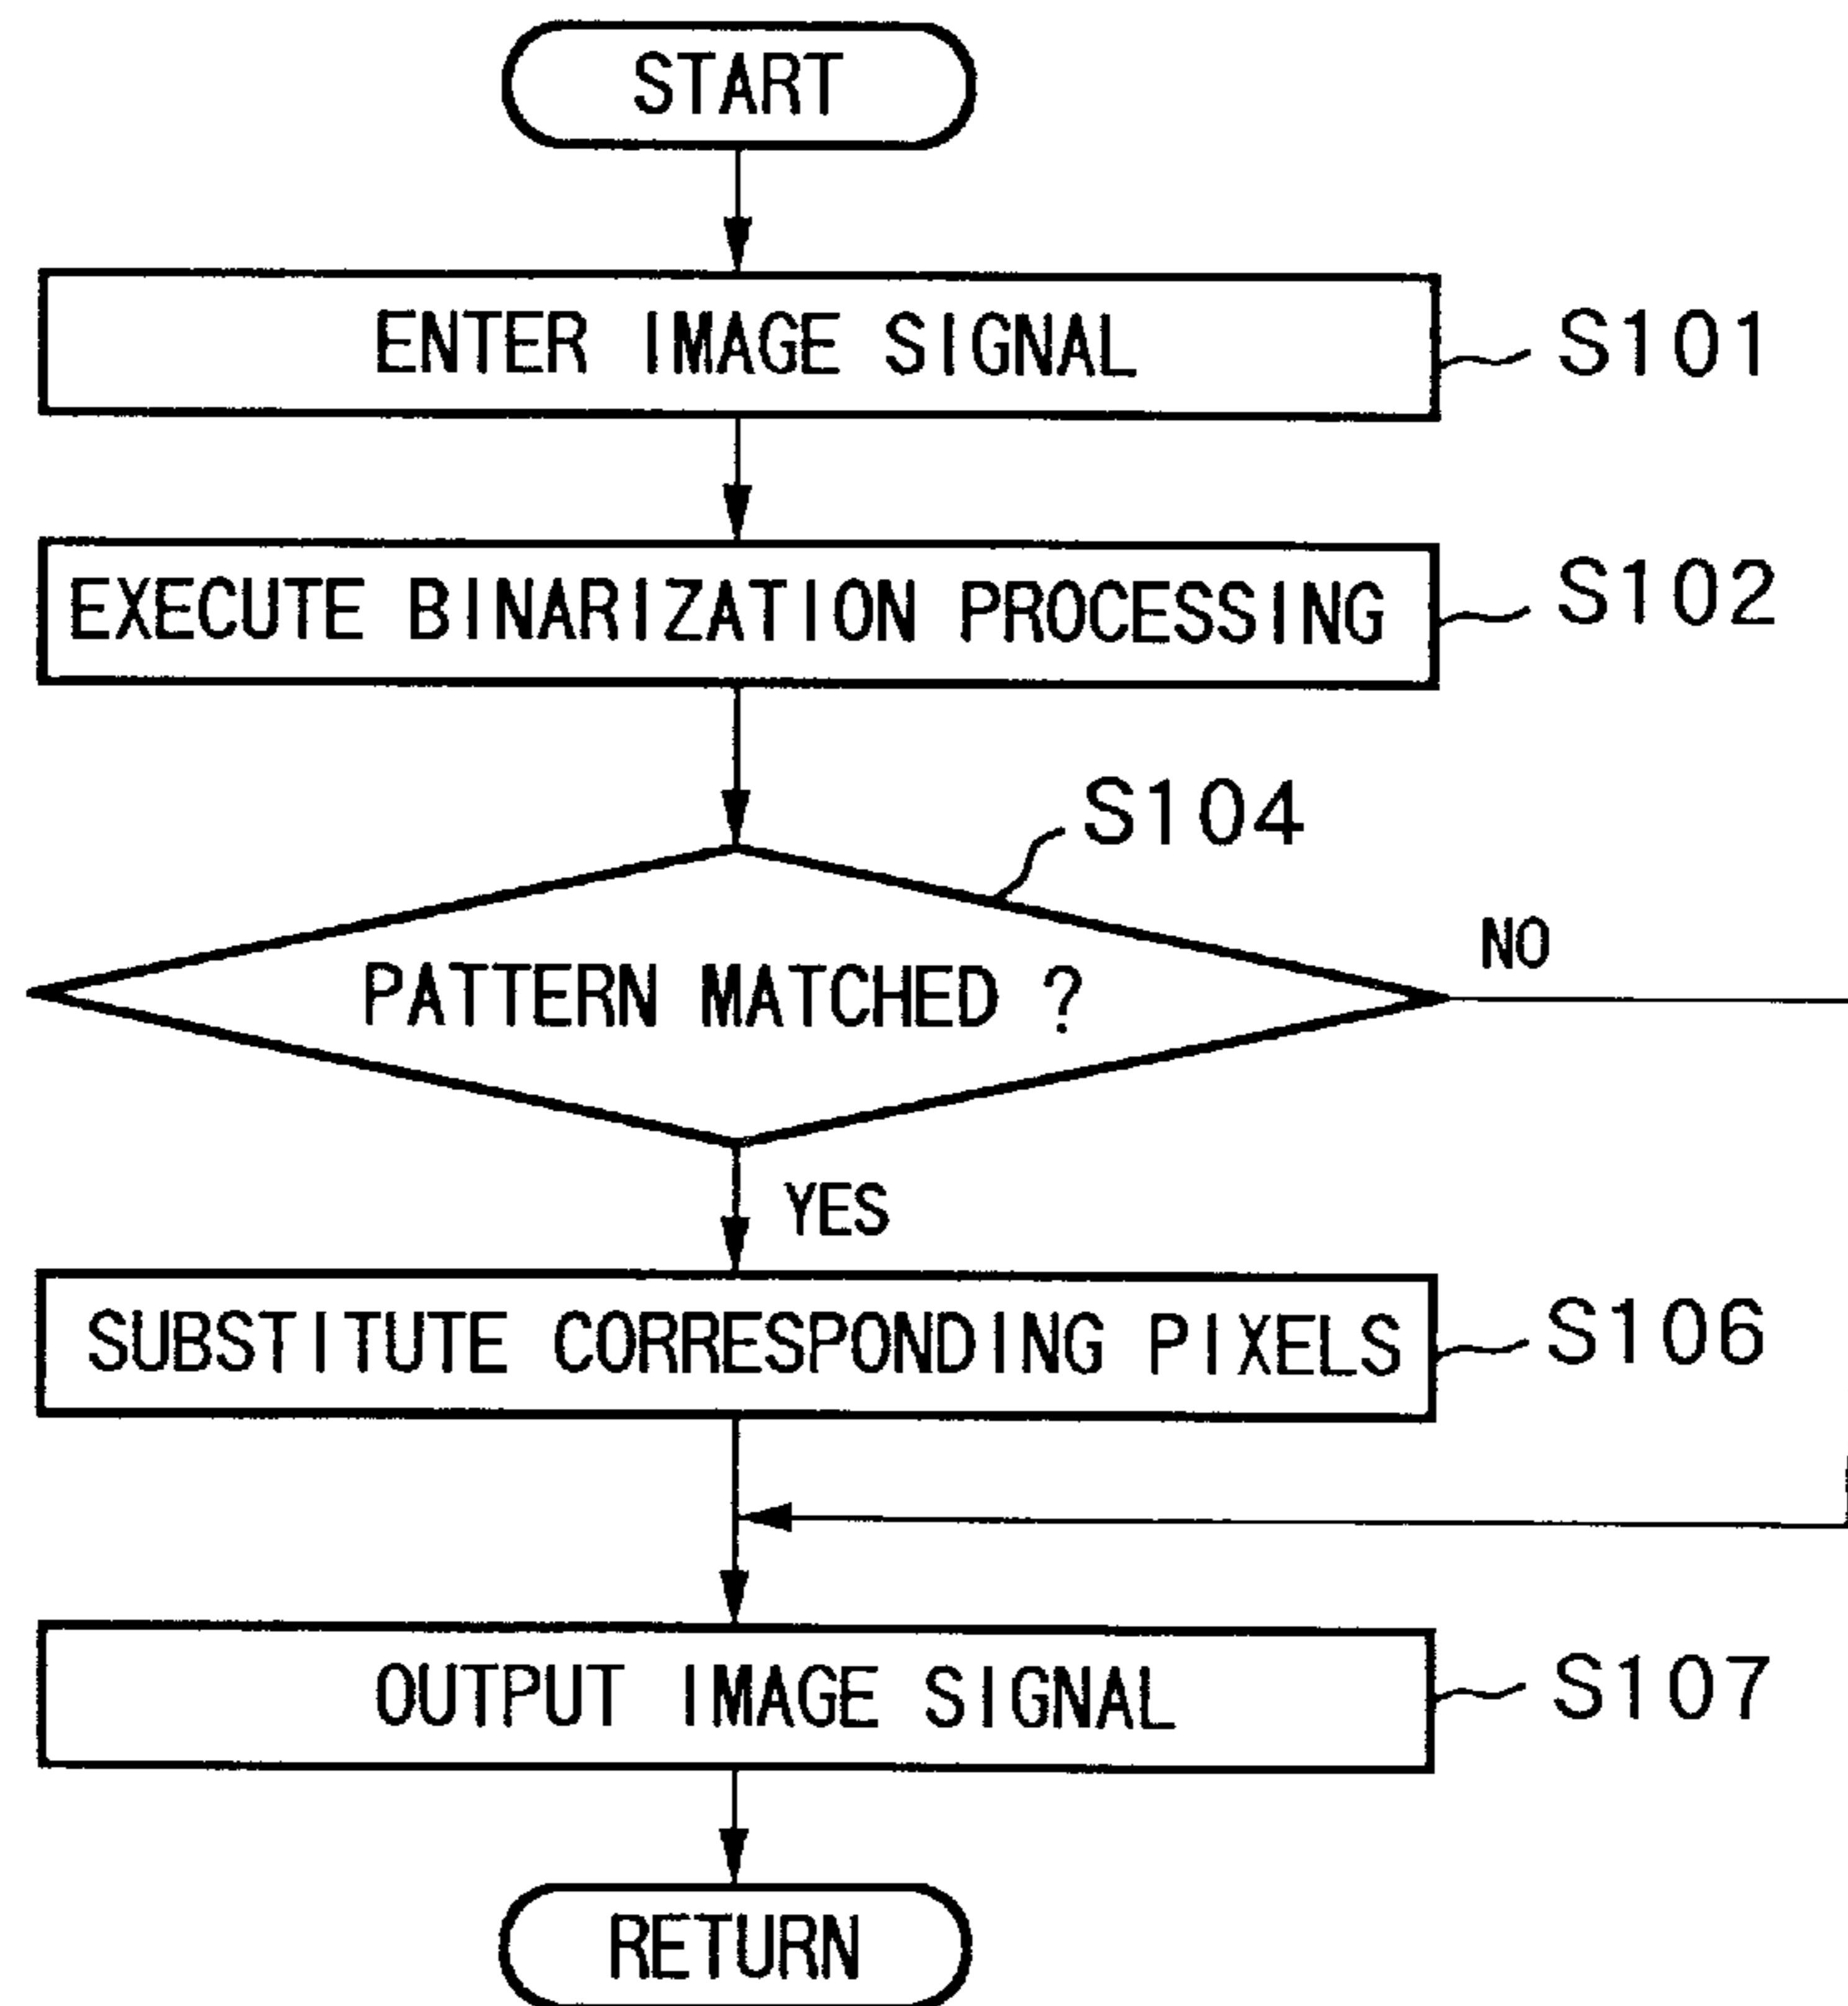 START
ENTER IMAGE SIGNAL
S101
EXECUTE BINARIZATION PROCESSING
S102
S104
PATTERN MATCHED ?
NO
YES
SUBSTITUTE CORRESPONDING PIXELS
S106
OUTPUT IMAGE SIGNAL
S107
RETURN